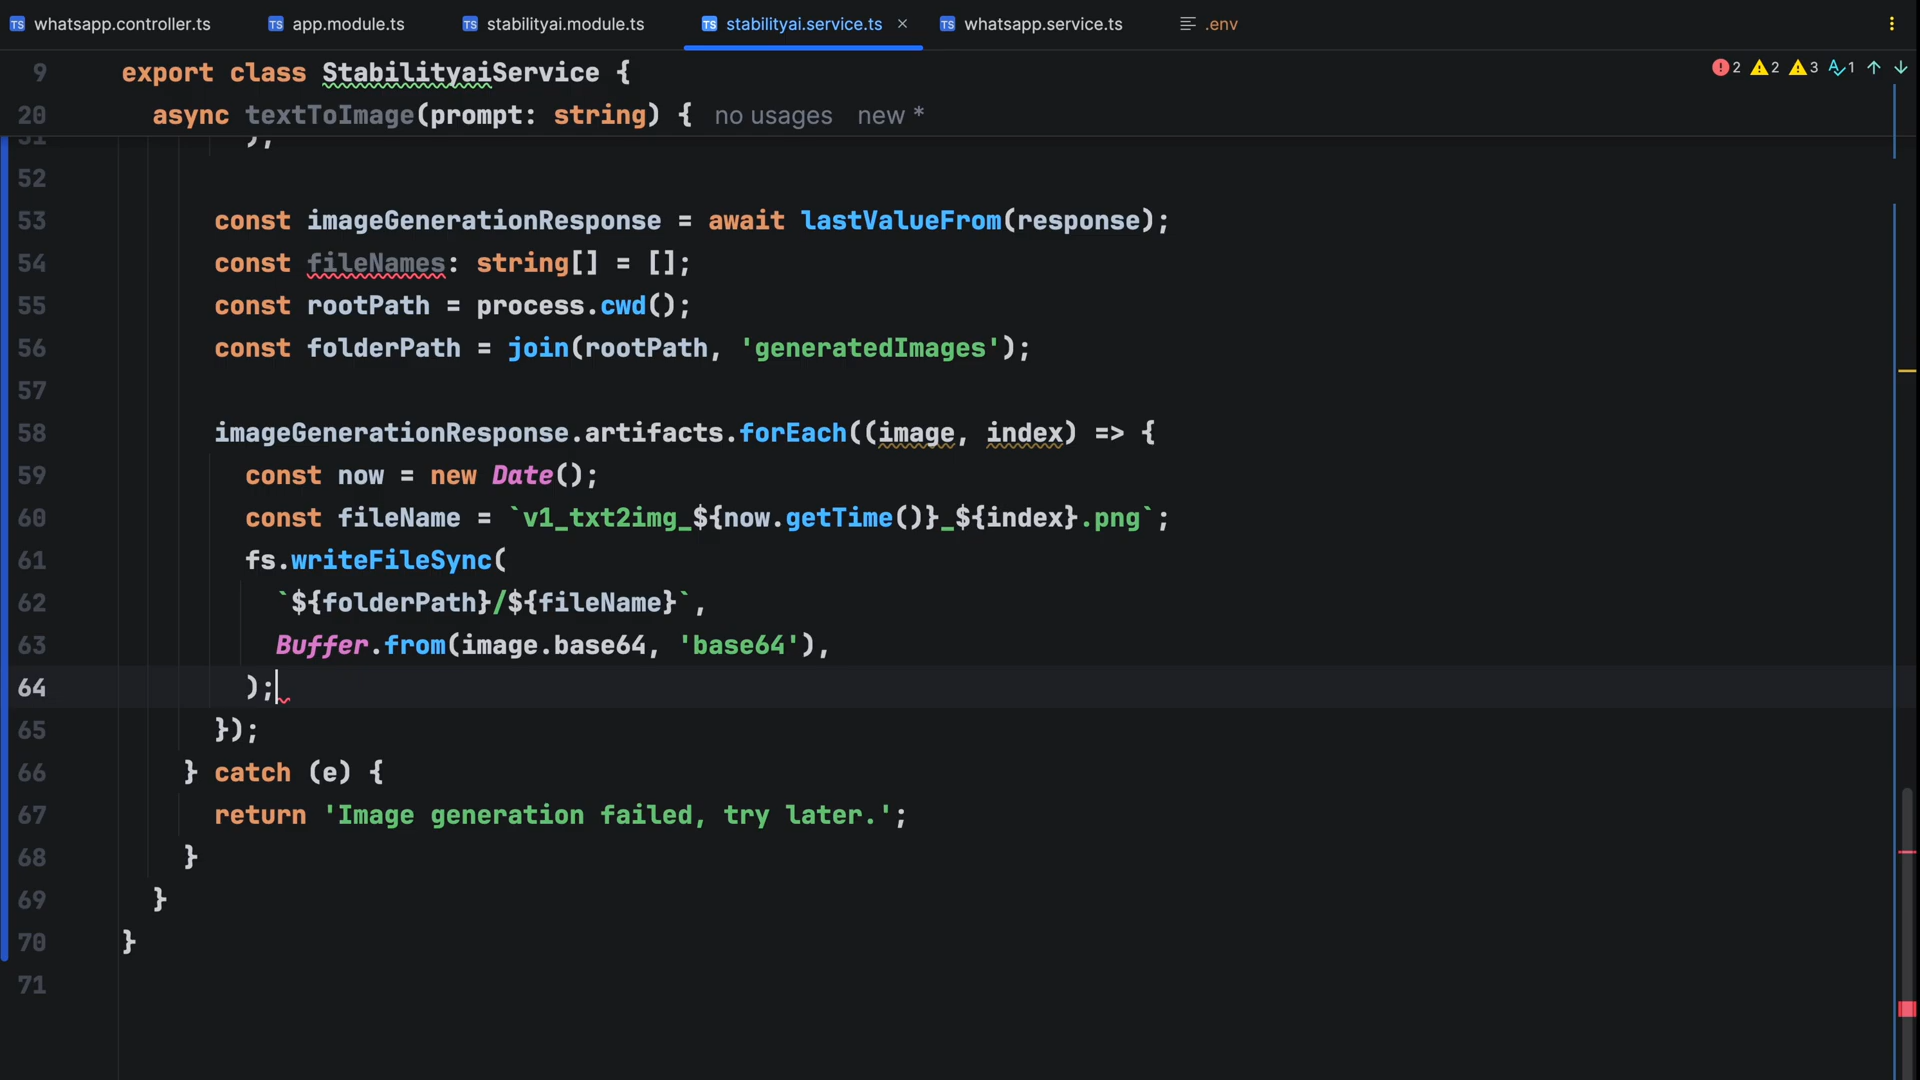 whatsapp.controller.ts app.module.ts stabilityai.module.ts stabilityai.service.ts whatsapp.service.ts .env
9 export class StabilityaiService { 2 2 3 1
20 async textToImage(prompt: string) { no usages new *
51 );
52
53 const imageGenerationResponse = await lastValueFrom(response);
54 const fileNames: string[] = [];
55 const rootPath = process.cwd();
56 const folderPath = join(rootPath, 'generatedImages');
57
58 imageGenerationResponse.artifacts.forEach((image, index) => {
59 const now = new Date();
60 const fileName = `v1_txt2img_${now.getTime()}_${index}.png`;
61 fs.writeFileSync(
62 `${folderPath}/${fileName}`,
63 Buffer.from(image.base64, 'base64'),
64 );
65 });
66 } catch (e) {
67 return 'Image generation failed, try later.';
68 }
69 }
70 }
71